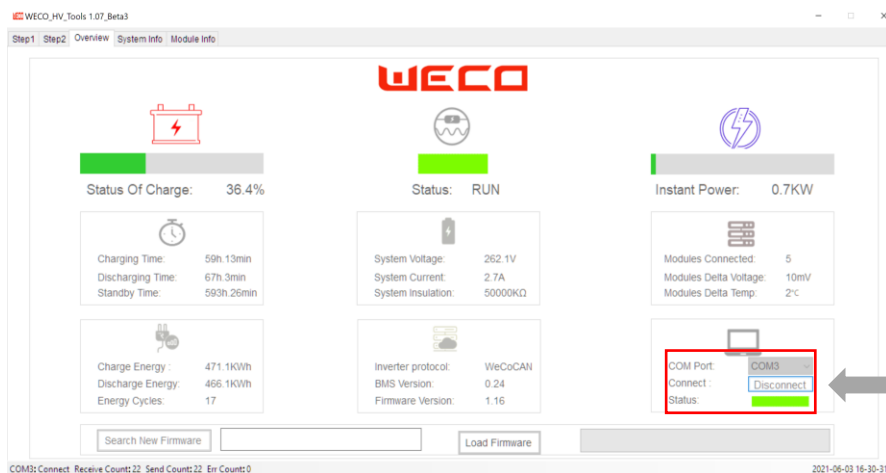 WECO_HV_Tools 1.07_Beta3
Step1 Step2 Overview System Info Module Info
WECO
Status Of Charge: 36.4%
Status: RUN
Instant Power: 0.7KW
Charging Time: 59h.13min
Discharging Time: 67h.3min
Standby Time: 593h.26min
System Voltage: 262.1V
System Current: 2.7A
System Insulation: 50000KΩ
Modules Connected: 5
Modules Delta Voltage: 10mV
Modules Delta Temp: 2℃
Charge Energy : 471.1KWh
Discharge Energy: 466.1KWh
Energy Cycles: 17
Inverter protocol: WeCoCAN
BMS Version: 0.24
Firmware Version: 1.16
COM Port: COM3
Connect : Disconnect
Status:
Search New Firmware
Load Firmware
COM3: Connect Receive Count: 22 Send Count: 22 Err Count: 0
2021-06-03 16-30-31